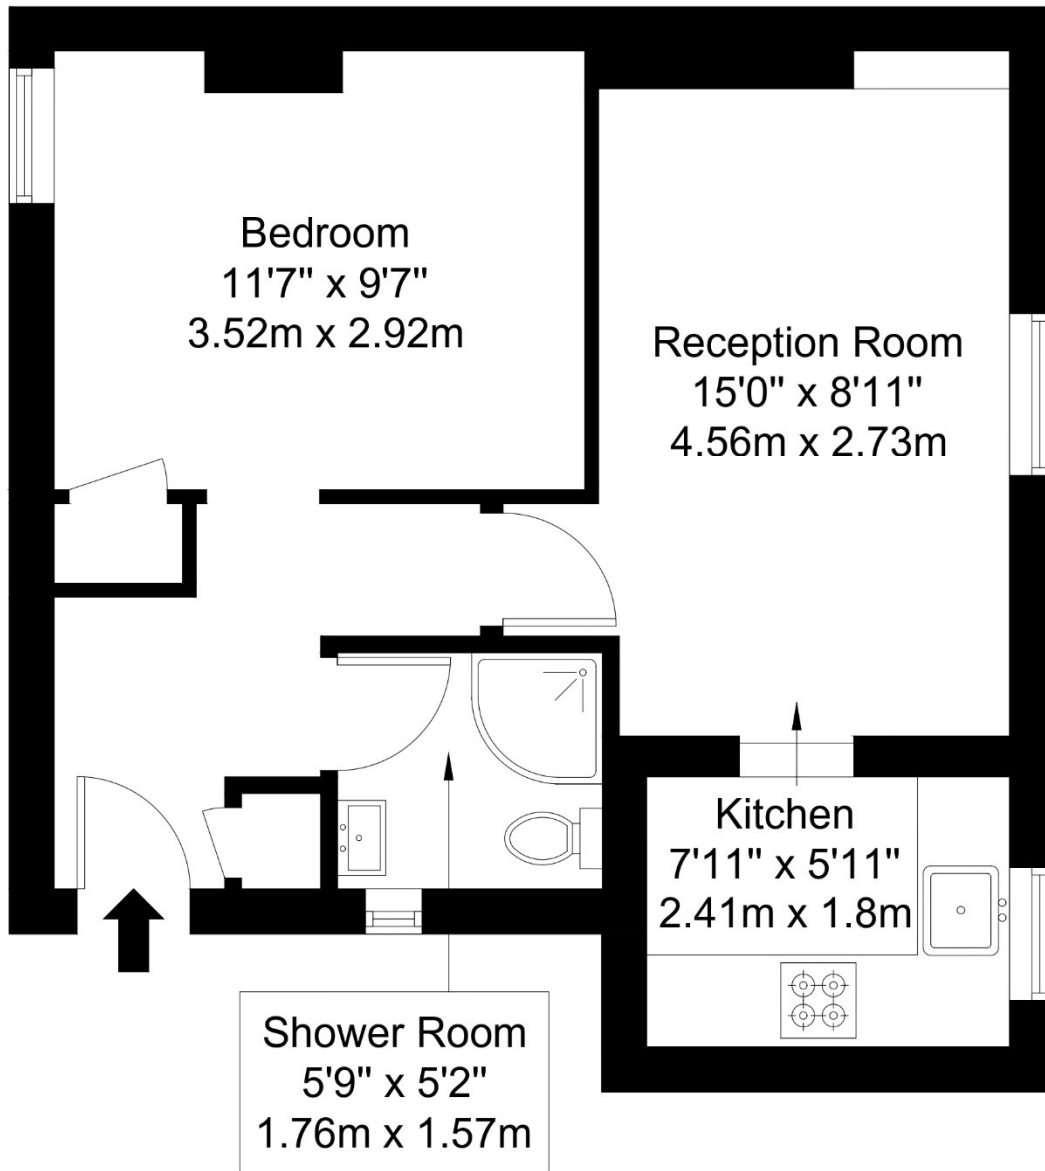 Bedroom
11'7" x 9'7"
3.52m x 2.92m
Reception Room
15'0" x 8'11"
4.56m x 2.73m
Kitchen
7'11" x 5'11"
2.41m x 1.8m
Shower Room
5'9" x 5'2"
1.76m x 1.57m